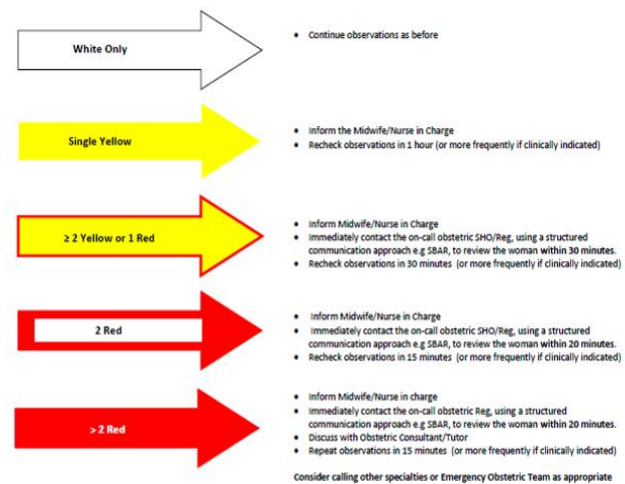 White Only
• Continue observations as before
Single Yellow
• Inform the Midwife/Nurse in Charge
• Recheck observations in 1 hour (or more frequently if clinically indicated)
≥ 2 Yellow or 1 Red
• Inform Midwife/Nurse in Charge
• Immediately contact the on-call obstetric SHO/Reg, using a structured
communication approach e.g SBAR, to review the woman within 30 minutes.
• Recheck observations in 30 minutes (or more frequently if clinically indicated)
2 Red
• Inform Midwife/Nurse in Charge
• Immediately contact the on-call obstetric SHO/Reg, using a structured
communication approach e.g SBAR, to review the woman within 20 minutes.
• Recheck observations in 15 minutes (or more frequently if clinically indicated)
> 2 Red
• Inform Midwife/Nurse in charge
• Immediately contact the on-call obstetric Reg, using a structured
communication approach e.g SBAR, to review the woman within 20 minutes.
• Discuss with Obstetric Consultant/Tutor
• Repeat observations in 15 minutes (or more frequently if clinically indicated)
Consider calling other specialties or Emergency Obstetric Team as appropriate